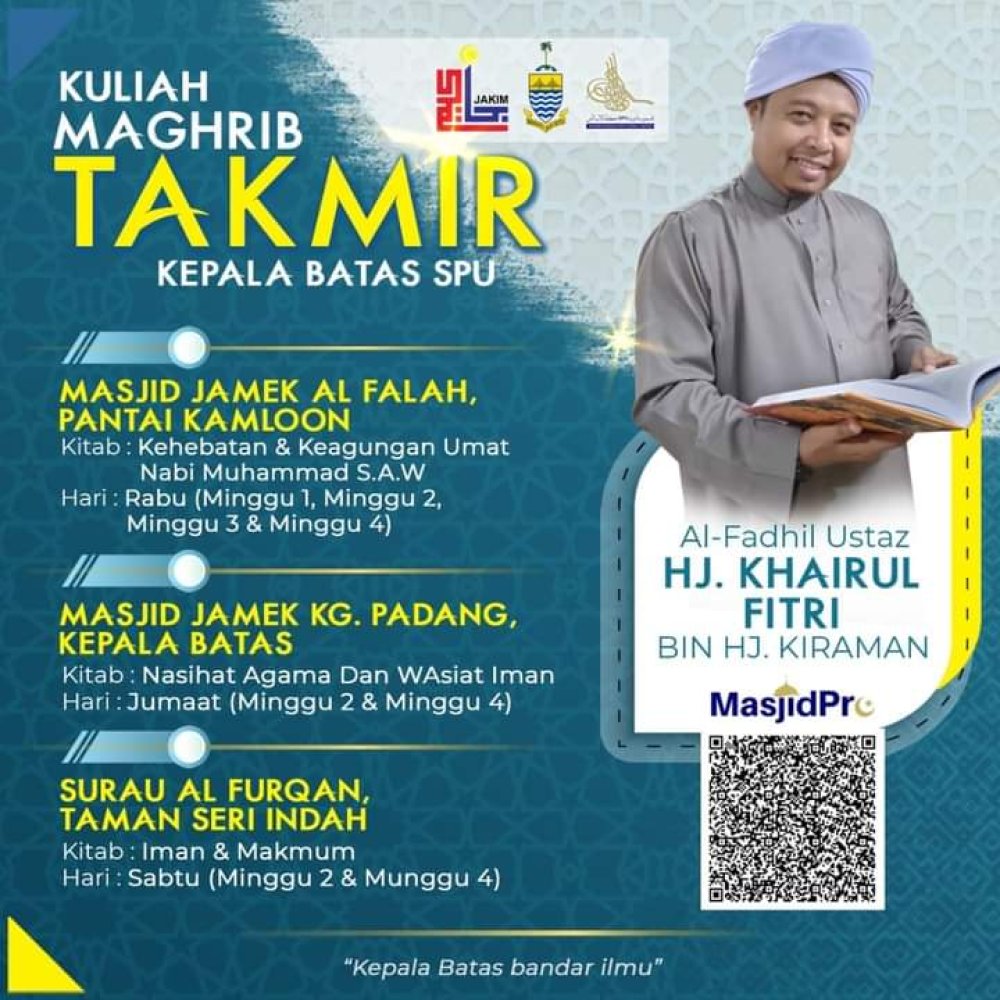 KULIAH
MAGHRIB
TAKMIR
KEPALA BATAS SPU
JAKIM
MASJID JAMEK AL FALAH,
PANTAI KAMLOON
Kitab : Kehebatan & Keagungan Umat
Nabi Muhammad S.A.W
Hari : Rabu (Minggu 1, Minggu 2,
Minggu 3 & Minggu 4)
MASJID JAMEK KG. PADANG,
KEPALA BATAS
Kitab : Nasihat Agama Dan WAsiat Iman
Hari : Jumaat (Minggu 2 & Minggu 4)
SURAU AL FURQAN,
TAMAN SERI INDAH
Kitab : Iman & Makmum
Hari : Sabtu (Minggu 2 & Munggu 4)
Al-Fadhil Ustaz
HJ. KHAIRUL
FITRI
BIN HJ. KIRAMAN
MasjidPro
"Kepala Batas bandar ilmu"